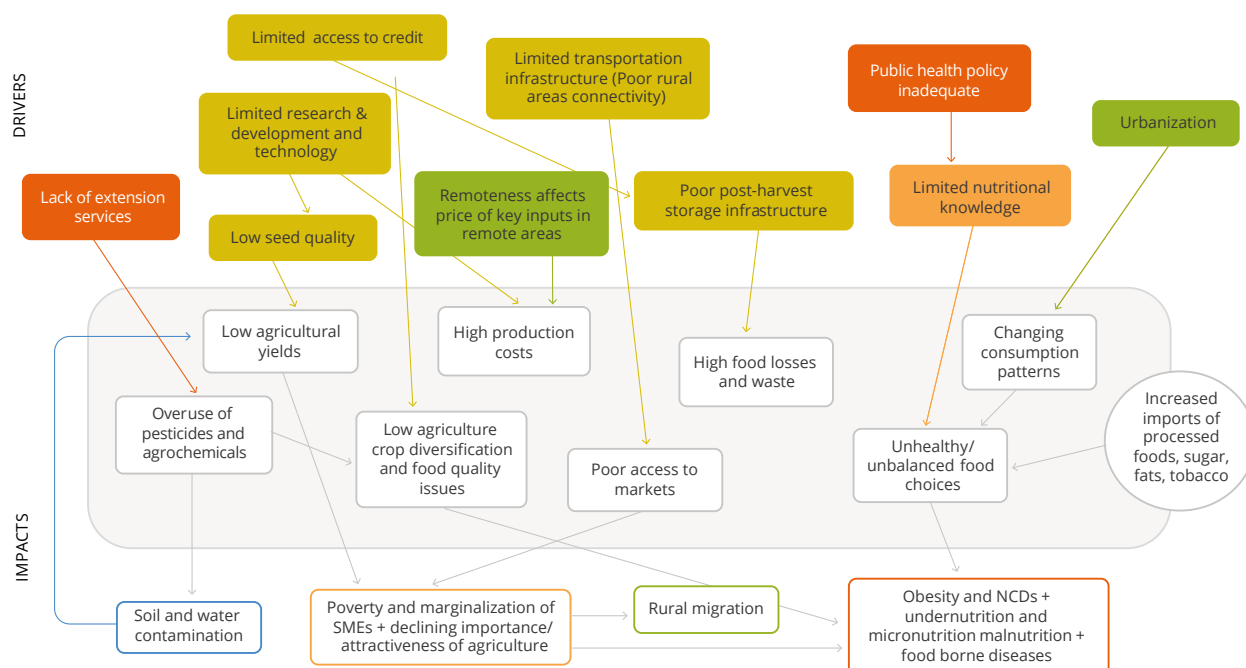 DRIVERS
Limited access to credit
Limited transportation
infrastructure (Poor rural
areas connectivity)
Public health policy
inadequate
Limited research &
development and
technology
Urbanization
Lack of extension
services
Remoteness affects
price of key inputs in
remote areas
Poor post-harvest
storage infrastructure
Limited nutritional
knowledge
Low seed quality
Low agricultural
yields
High production
costs
High food losses
and waste
Changing
consumption
patterns
Overuse of
pesticides and
agrochemicals
Low agriculture
crop diversification
and food quality
issues
Poor access to
markets
Unhealthy/
unbalanced food
choices
Increased
imports of
processed
foods, sugar,
fats, tobacco
IMPACTS
Soil and water
contamination
Poverty and marginalization of
SMEs + declining importance/
attractiveness of agriculture
Rural migration
Obesity and NCDs +
undernutrition and
micronutrition malnutrition +
food borne diseases